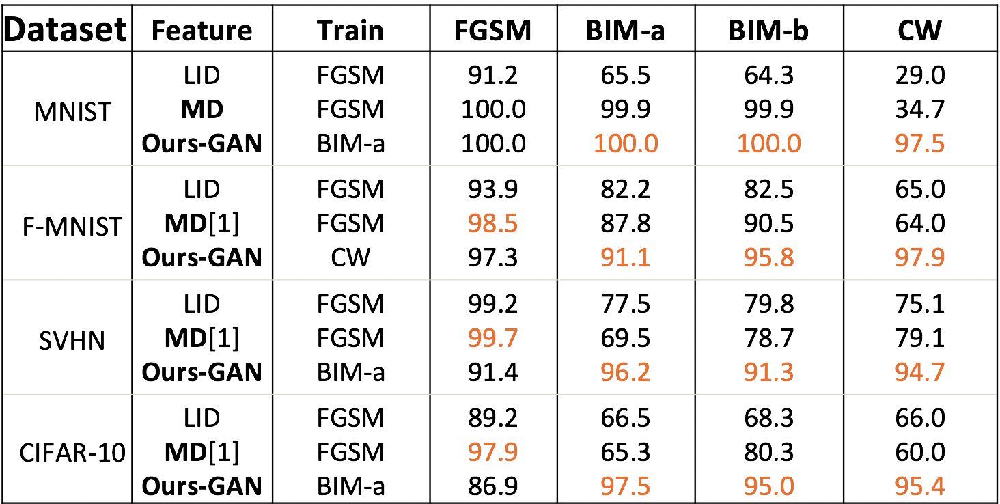 Dataset Feature Train FGSM BIM-a BIM-b CW
LID FGSM 91.2 65.5 64.3 29.0
MNIST MD FGSM 100.0 99.9 99.9 34.7
Ours-GAN BIM-a 100.0 100.0 100.0 97.5
LID FGSM 93.9 82.2 82.5 65.0
F-MNIST MD[1] FGSM 98.5 87.8 90.5 64.0
Ours-GAN CW 97.3 91.1 95.8 97.9
LID FGSM 99.2 77.5 79.8 75.1
SVHN MD[1] FGSM 99.7 69.5 78.7 79.1
Ours-GAN BIM-a 91.4 96.2 91.3 94.7
LID FGSM 89.2 66.5 68.3 66.0
CIFAR-10 MD[1] FGSM 97.9 65.3 80.3 60.0
Ours-GAN BIM-a 86.9 97.5 95.0 95.4